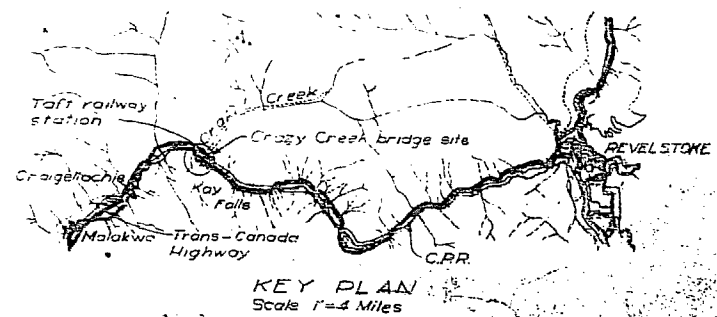 Taft railway
station
Crazy Creek
Crazy Creek bridge site
REVELSTOKE
Craigellachie
Kay
Falls
Malakwa
Trans-Canada
Highway
C.P.R.
KEY PLAN
Scale 1"=4 Miles